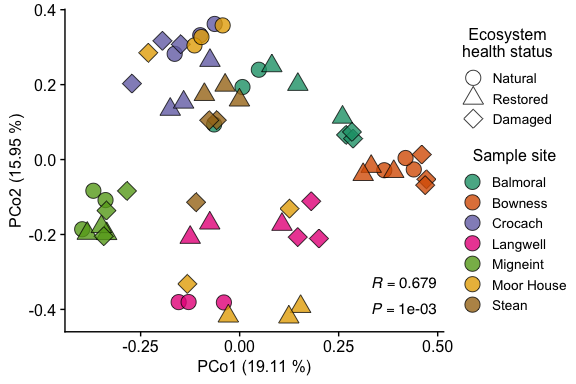 0.4
0.2
0.0
-0.2
-0.4
PCo2 (15.95 %)
-0.25
0.00
0.25
0.50
PCo1 (19.11 %)
R = 0.679
P = 1e-03
Ecosystem
health status
Natural
Restored
Damaged
Sample site
Balmoral
Bowness
Crocach
Langwell
Migneint
Moor House
Stean